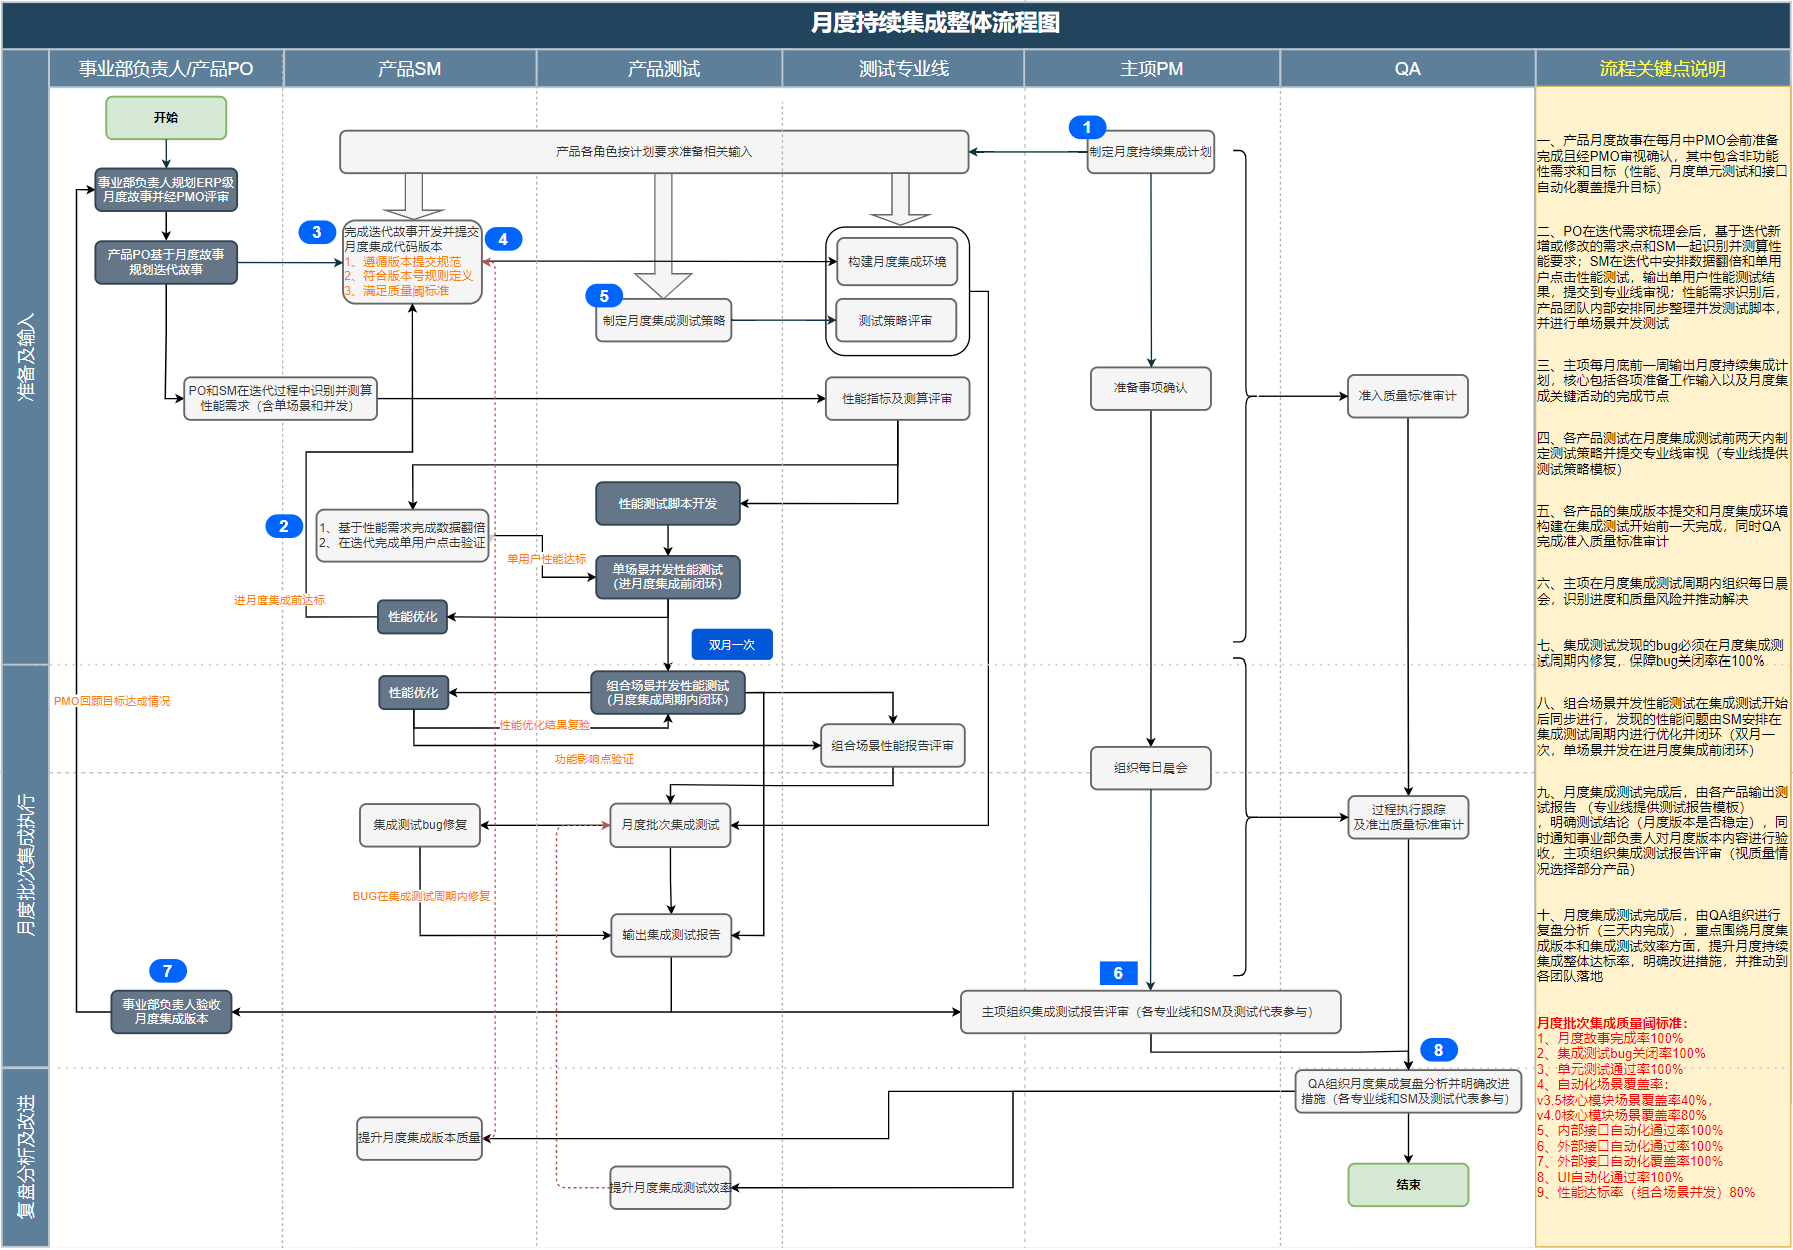 月度持续集成整体流程图
事业部负责人/产品PO
产品SM
产品测试
测试专业线
主项PM
QA
流程关键点说明
准备及输入
开始
事业部负责人规划ERP级
月度故事并经PMO评审
产品PO基于月度故事
规划迭代故事
产品各角色按计划要求准备相关输入
1
制定月度持续集成计划
3
完成迭代故事开发并提交
月度集成代码版本
1、遵循版本提交规范
2、符合版本号规则定义
3、满足质量阈标准
4
构建月度集成环境
5
制定月度集成测试策略
测试策略评审
PO和SM在迭代过程中识别并测算
性能需求（含单场景和并发）
性能指标及测算评审
准备事项确认
准入质量标准审计
2
1、基于性能需求完成数据翻倍
2、在迭代完成单用户点击验证
单用户性能达标
性能测试脚本开发
单场景并发性能测试
（进月度集成前闭环）
进月度集成前达标
性能优化
双月一次
月度批次集成执行
PMO回顾目标达成情况
性能优化
组合场景并发性能测试
（月度集成周期内闭环）
性能优化结果复验
功能影响点验证
组合场景性能报告评审
组织每日晨会
集成测试bug修复
月度批次集成测试
过程执行跟踪
及准出质量标准审计
BUG在集成测试周期内修复
输出集成测试报告
7
事业部负责人验收
月度集成版本
6
主项组织集成测试报告评审（各专业线和SM及测试代表参与）
8
复盘分析及改进
QA组织月度集成复盘分析并明确改进
措施（各专业线和SM及测试代表参与）
提升月度集成版本质量
提升月度集成测试效率
结束
一、产品月度故事在每月中PMO会前准备
完成且经PMO审视确认，其中包含非功能
性需求和目标（性能、月度单元测试和接口
自动化覆盖提升目标）
二、PO在迭代需求梳理会后，基于迭代新
增或修改的需求点和SM一起识别并测算性
能要求；SM在迭代中安排数据翻倍和单用
户点击性能测试，输出单用户性能测试结
果，提交到专业线审视；性能需求识别后，
产品团队内部安排同步整理并发测试脚本，
并进行单场景并发测试
三、主项每月底前一周输出月度持续集成计
划，核心包括各项准备工作输入以及月度集
成关键活动的完成节点
四、各产品测试在月度集成测试前两天内制
定测试策略并提交专业线审视（专业线提供
测试策略模板）
五、各产品的集成版本提交和月度集成环境
构建在集成测试开始前一天完成，同时QA
完成准入质量标准审计
六、主项在月度集成测试周期内组织每日晨
会，识别进度和质量风险并推动解决
七、集成测试发现的bug必须在月度集成测
试周期内修复，保障bug关闭率在100%
八、组合场景并发性能测试在集成测试开始
后同步进行，发现的性能问题由SM安排在
集成测试周期内进行优化并闭环（双月一
次，单场景并发在进月度集成前闭环）
九、月度集成测试完成后，由各产品输出测
试报告 （专业线提供测试报告模板）
，明确测试结论（月度版本是否稳定），同
时通知事业部负责人对月度版本内容进行验
收，主项组织集成测试报告评审（视质量情
况选择部分产品）
十、月度集成测试完成后，由QA组织进行
复盘分析（三天内完成），重点围绕月度集
成版本和集成测试效率方面，提升月度持续
集成整体达标率，明确改进措施，并推动到
各团队落地
月度批次集成质量阈标准：
1、月度故事完成率100%
2、集成测试bug关闭率100%
3、单元测试通过率100%
4、自动化场景覆盖率：
v3.5核心模块场景覆盖率40%，
v4.0核心模块场景覆盖率80%
5、内部接口自动化通过率100%
6、外部接口自动化通过率100%
7、外部接口自动化覆盖率100%
8、UI自动化通过率100%
9、性能达标率（组合场景并发）80%